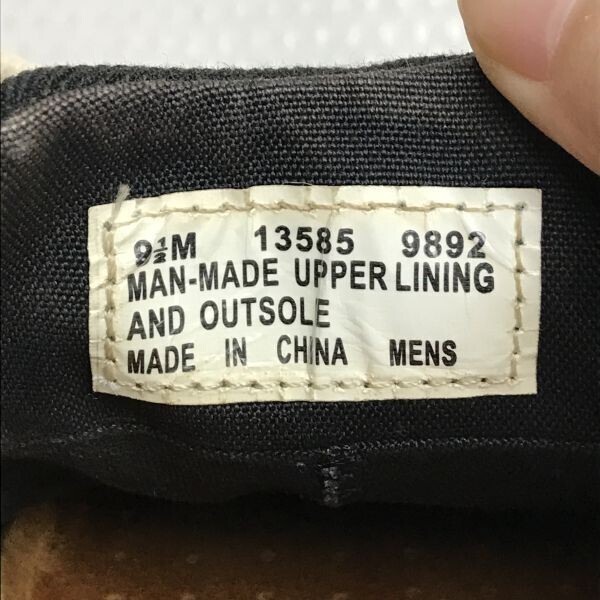 9½M 13585 9892
MAN-MADE UPPER LINING
AND OUTSOLE
MADE IN CHINA MENS